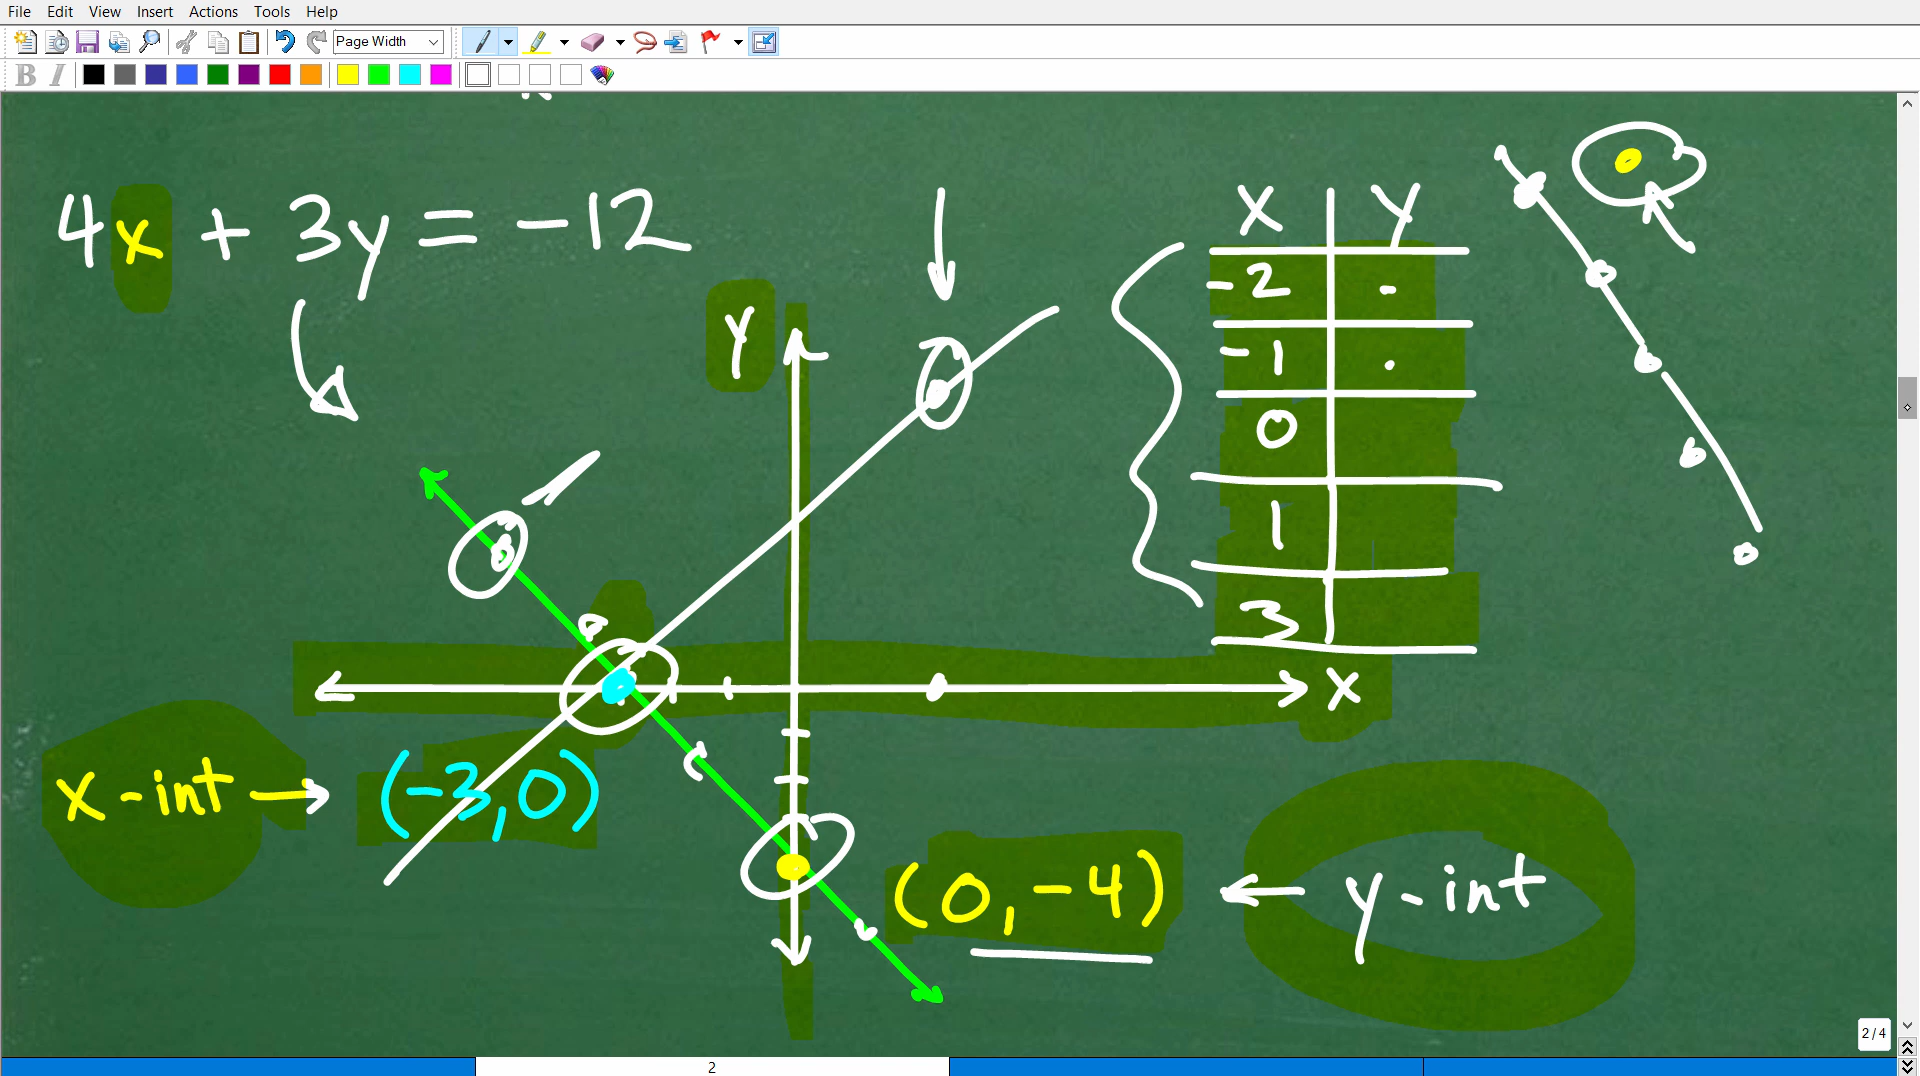 File Edit View Insert Actions Tools Help
Page Width
B I
4x + 3y = -12
X Y
-2
-1
0
1
3
Y
X
x-int → (-3,0)
(0,-4) ← y-int
2/4
2